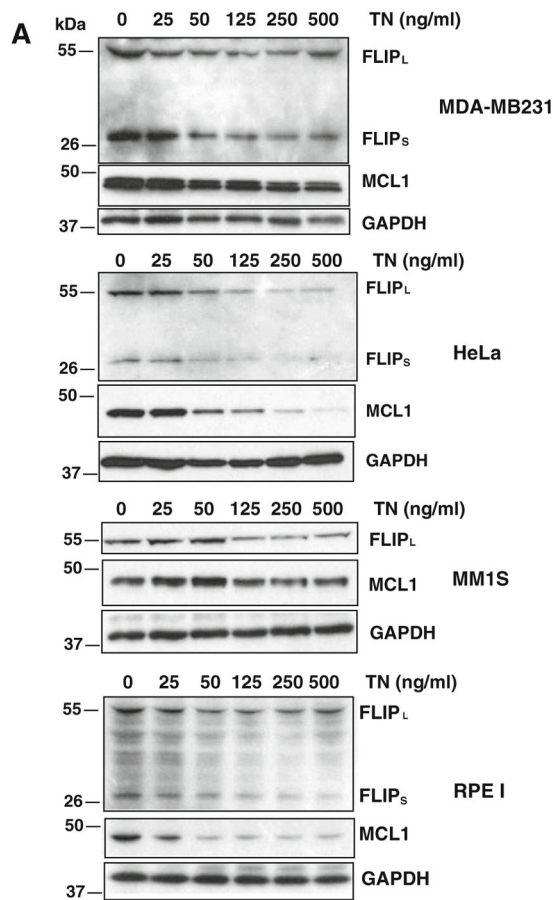 A
kDa
0 25 50 125 250 500 TN (ng/ml)
55
FLIPL
MDA-MB231
26
FLIPS
50
MCL1
37
GAPDH
0 25 50 125 250 500 TN (ng/ml)
55
FLIPL
HeLa
26
FLIPS
50
MCL1
37
GAPDH
0 25 50 125 250 500 TN (ng/ml)
55
FLIPL
50
MCL1
MM1S
37
GAPDH
0 25 50 125 250 500 TN (ng/ml)
55
FLIPL
26
FLIPS
RPE I
50
MCL1
37
GAPDH